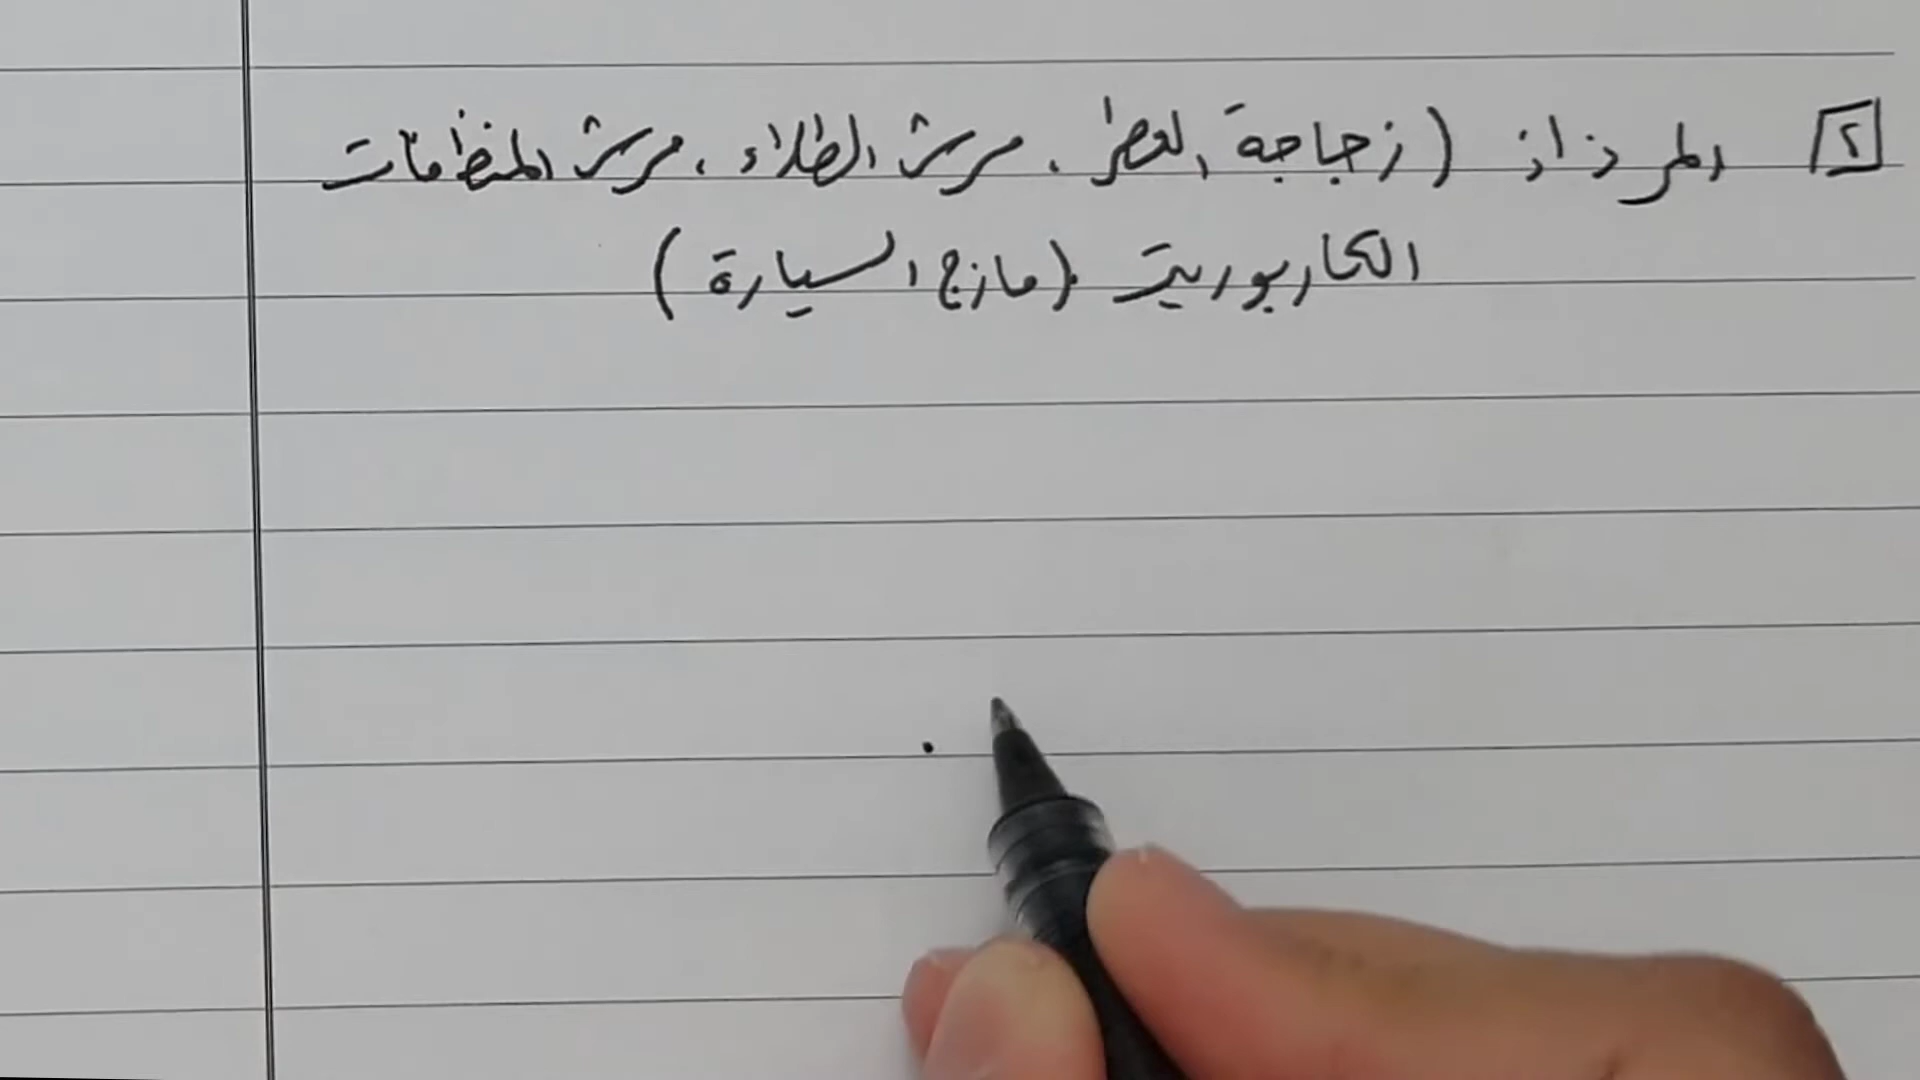 ٢ المرذاذ (زجاجة العطر، مرش الطلاء، مرش المنظفات
الكاربوريتر (مازج السيارة)